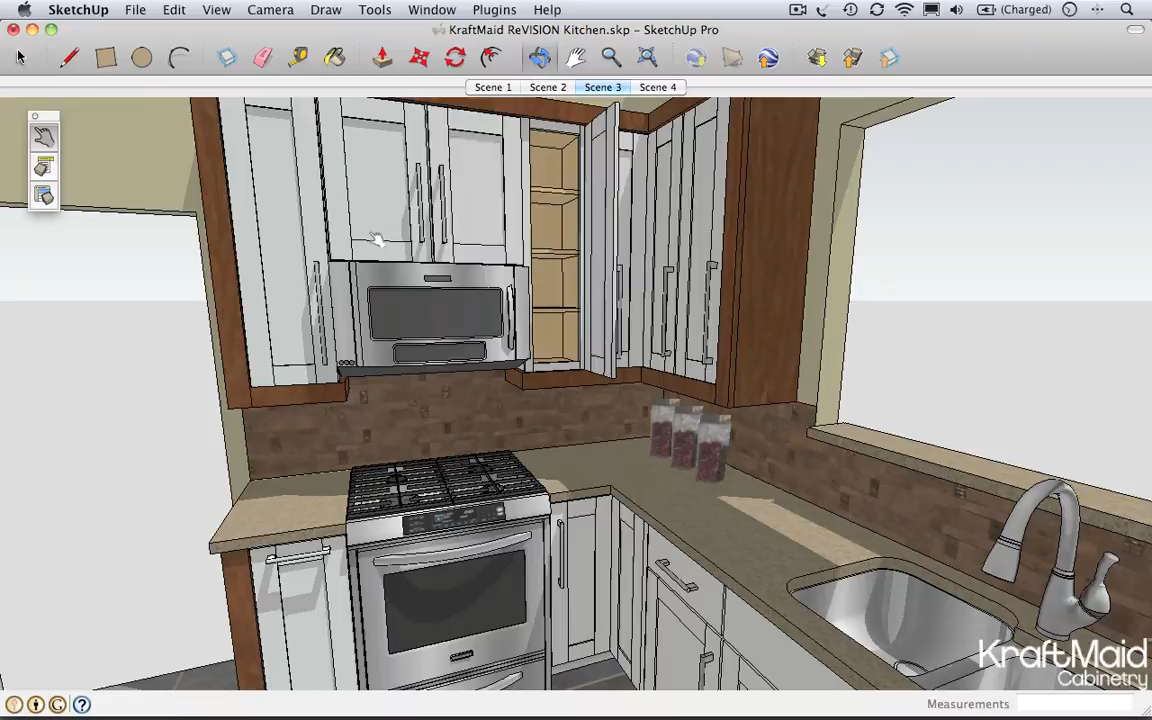 SketchUp File Edit View Camera Draw Tools Window Plugins Help (Charged)
KraftMaid ReVISION Kitchen.skp – SketchUp Pro
Scene 1 Scene 2 Scene 3 Scene 4
KraftMaid
Cabinetry
Measurements